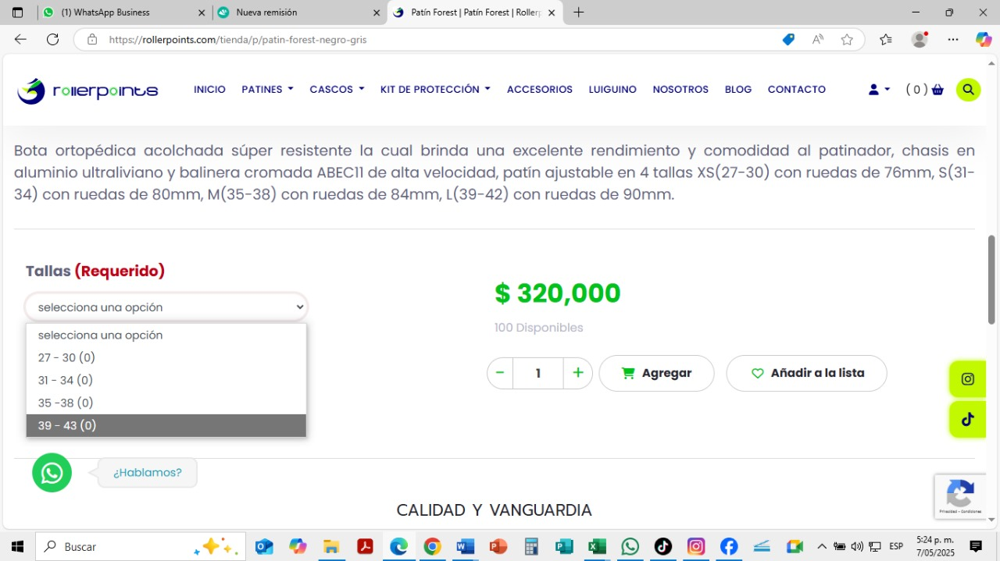 (1) WhatsApp Business
Nueva remisión
Patín Forest | Patín Forest | Roller
https://rollerpoints.com/tienda/p/patin-forest-negro-gris
rollerpoints
INICIO
PATINES
CASCOS
KIT DE PROTECCIÓN
ACCESORIOS
LUIGUINO
NOSOTROS
BLOG
CONTACTO
( 0 )
Bota ortopédica acolchada súper resistente la cual brinda una excelente rendimiento y comodidad al patinador, chasis en
aluminio ultraliviano y balinera cromada ABEC11 de alta velocidad, patín ajustable en 4 tallas XS(27-30) con ruedas de 76mm, S(31-
34) con ruedas de 80mm, M(35-38) con ruedas de 84mm, L(39-42) con ruedas de 90mm.
Tallas (Requerido)
selecciona una opción
selecciona una opción
27 - 30 (0)
31 - 34 (0)
35 -38 (0)
39 - 43 (0)
$ 320,000
100 Disponibles
- 1 +
Agregar
Añadir a la lista
¿Hablamos?
CALIDAD Y VANGUARDIA
Privacidad - Condiciones
Buscar
ESP
5:24 p. m.
7/05/2025